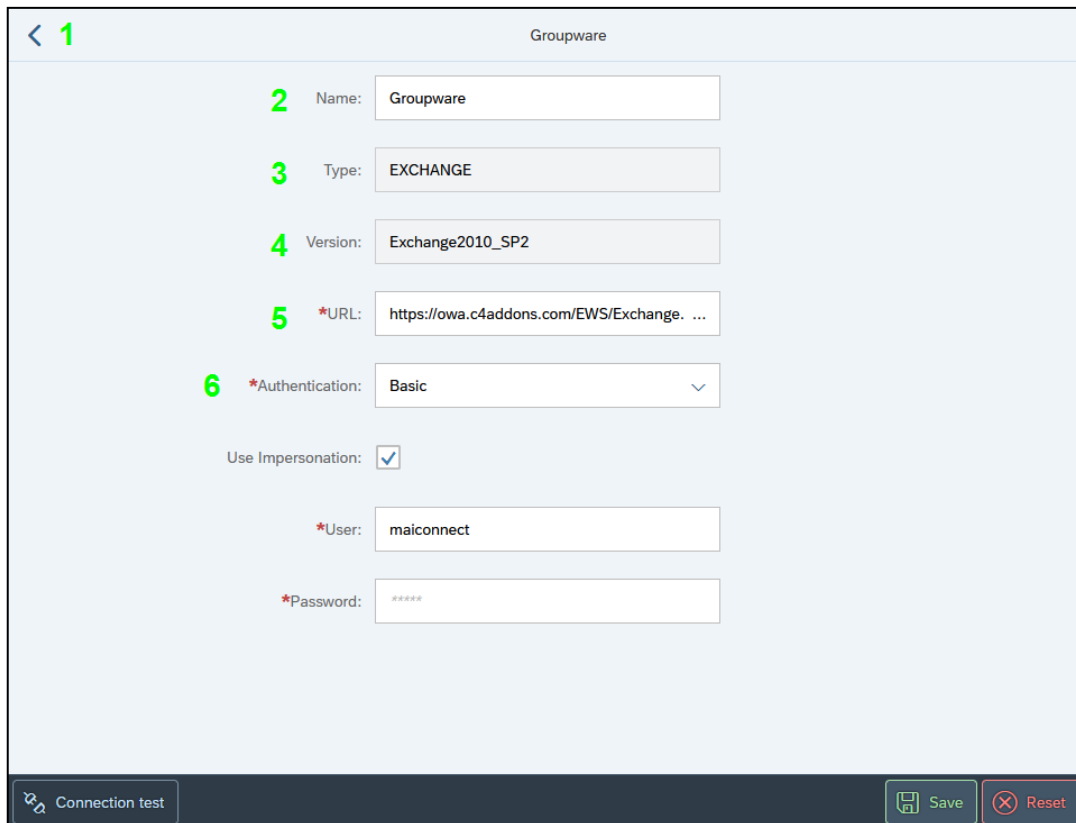 1 Groupware
2 Name: Groupware
3 Type: EXCHANGE
4 Version: Exchange2010_SP2
5 *URL: https://owa.c4addons.com/EWS/Exchange. ...
6 *Authentication: Basic
Use Impersonation:
*User: maiconnect
*Password: *****
Connection test Save Reset